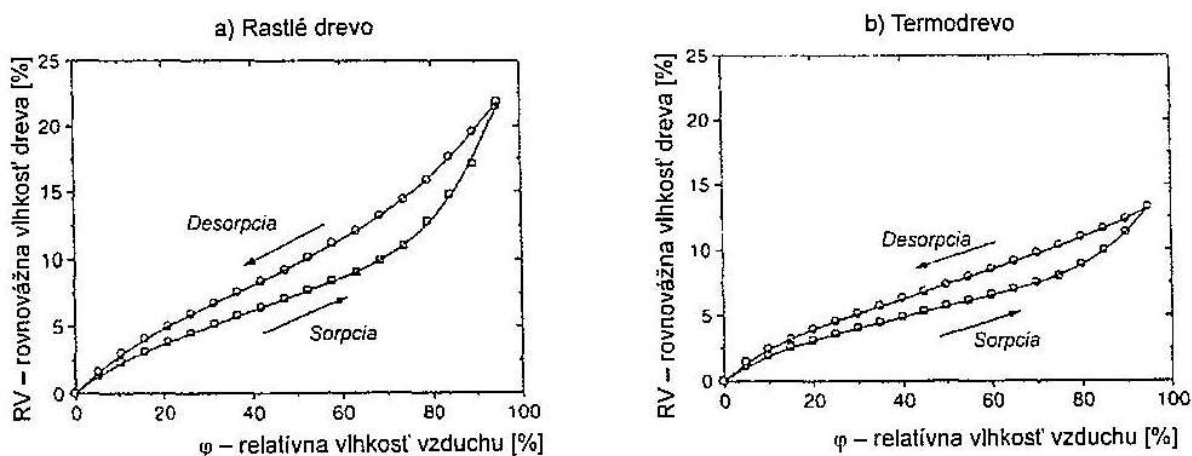 a) Rastlé drevo
RV – rovnovážna vlhkosť dreva [%]
25
20
15
10
5
0
Desorpcia
Sorpcia
0 20 40 60 80 100
φ – relatívna vlhkosť vzduchu [%]
b) Termodrevo
RV – rovnovážna vlhkosť dreva [%]
25
20
15
10
5
0
Desorpcia
Sorpcia
0 20 40 60 80 100
φ – relatívna vlhkosť vzduchu [%]